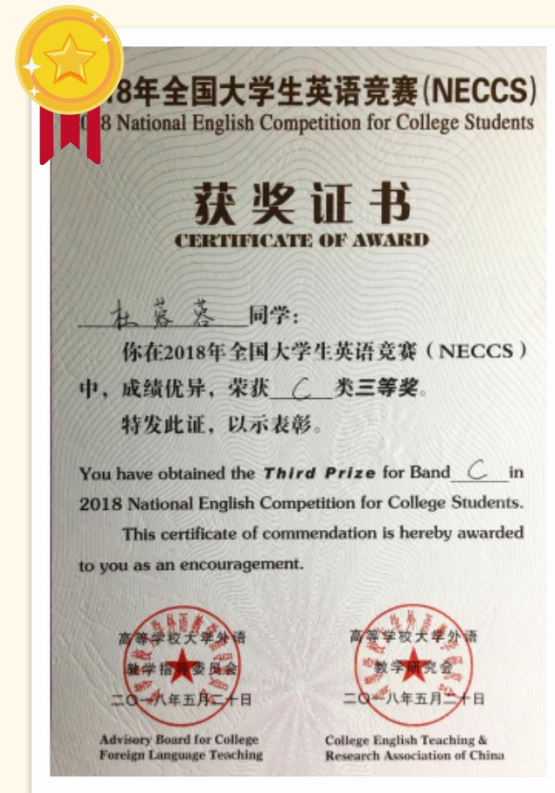 18年全国大学生英语竞赛(NECCS)
8 National English Competition for College Students
获奖证书
CERTIFICATE OF AWARD
杜蓉蓉 同学:
你在2018年全国大学生英语竞赛(NECCS)
中,成绩优异,荣获 C 类三等奖。
特发此证,以示表彰。
You have obtained the Third Prize for Band C in
2018 National English Competition for College Students.
This certificate of commendation is hereby awarded
to you as an encouragement.
高等学校大学外语
教学指导委员会
二〇一八年五月二十日
Advisory Board for College
Foreign Language Teaching
高等学校大学外语
教学研究会
二〇一八年五月二十日
College English Teaching &
Research Association of China